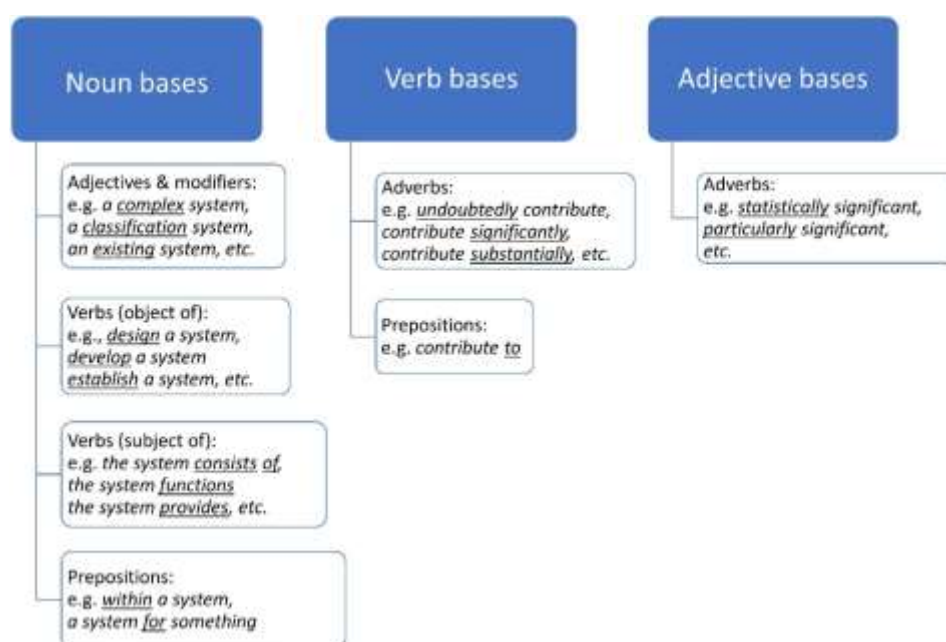 Noun bases
Adjectives & modifiers:
e.g. a complex system,
a classification system,
an existing system, etc.
Verbs (object of):
e.g., design a system,
develop a system
establish a system, etc.
Verbs (subject of):
e.g. the system consists of,
the system functions
the system provides, etc.
Prepositions:
e.g. within a system,
a system for something
Verb bases
Adverbs:
e.g. undoubtedly contribute,
contribute significantly,
contribute substantially, etc.
Prepositions:
e.g. contribute to
Adjective bases
Adverbs:
e.g. statistically significant,
particularly significant,
etc.